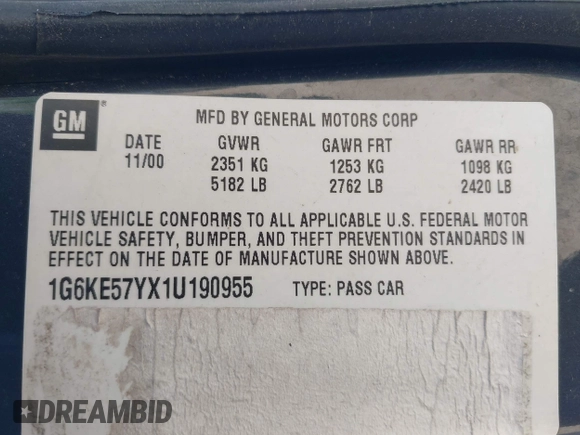 GM ®
MFD BY GENERAL MOTORS CORP
DATE GVWR GAWR FRT GAWR RR
11/00 2351 KG 1253 KG 1098 KG
5182 LB 2762 LB 2420 LB
THIS VEHICLE CONFORMS TO ALL APPLICABLE U.S. FEDERAL MOTOR
VEHICLE SAFETY, BUMPER, AND THEFT PREVENTION STANDARDS IN
EFFECT ON THE DATE OF MANUFACTURE SHOWN ABOVE.
1G6KE57YX1U190955 TYPE: PASS CAR
DREAMBID